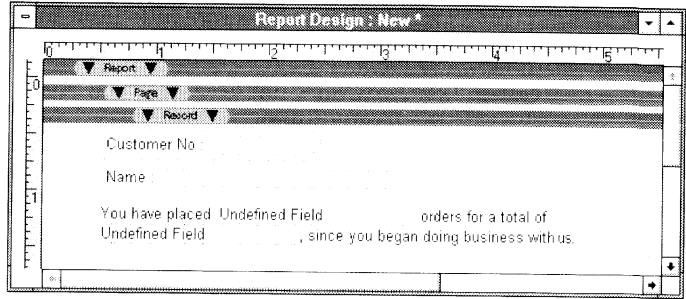 Report Design : New *
0 1 2 3 4 5
▼ Report ▼
0
▼ Page ▼
▼ Record ▼
Customer No :
Name :
1
You have placed Undefined Field orders for a total of
Undefined Field , since you began doing business with us.